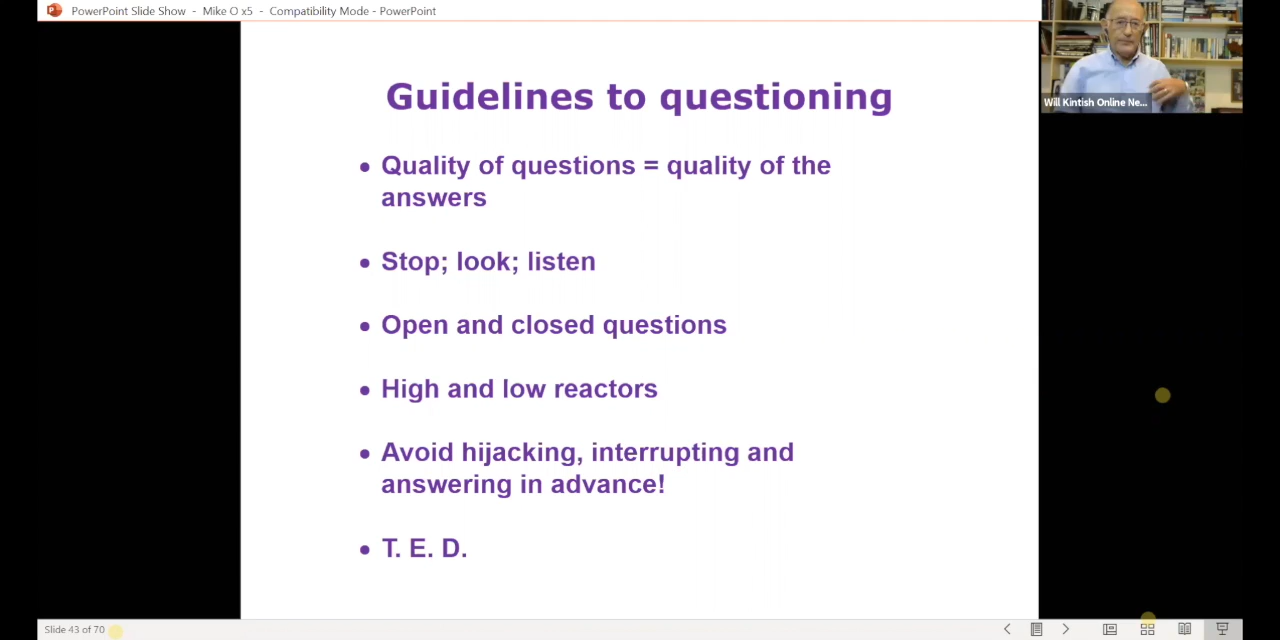 PowerPoint Slide Show - Mike O x5 - Compatibility Mode - PowerPoint
Will Kintish Online Ne...
Guidelines to questioning
• Quality of questions = quality of the
answers
• Stop; look; listen
• Open and closed questions
• High and low reactors
• Avoid hijacking, interrupting and
answering in advance!
• T. E. D.
Slide 43 of 70